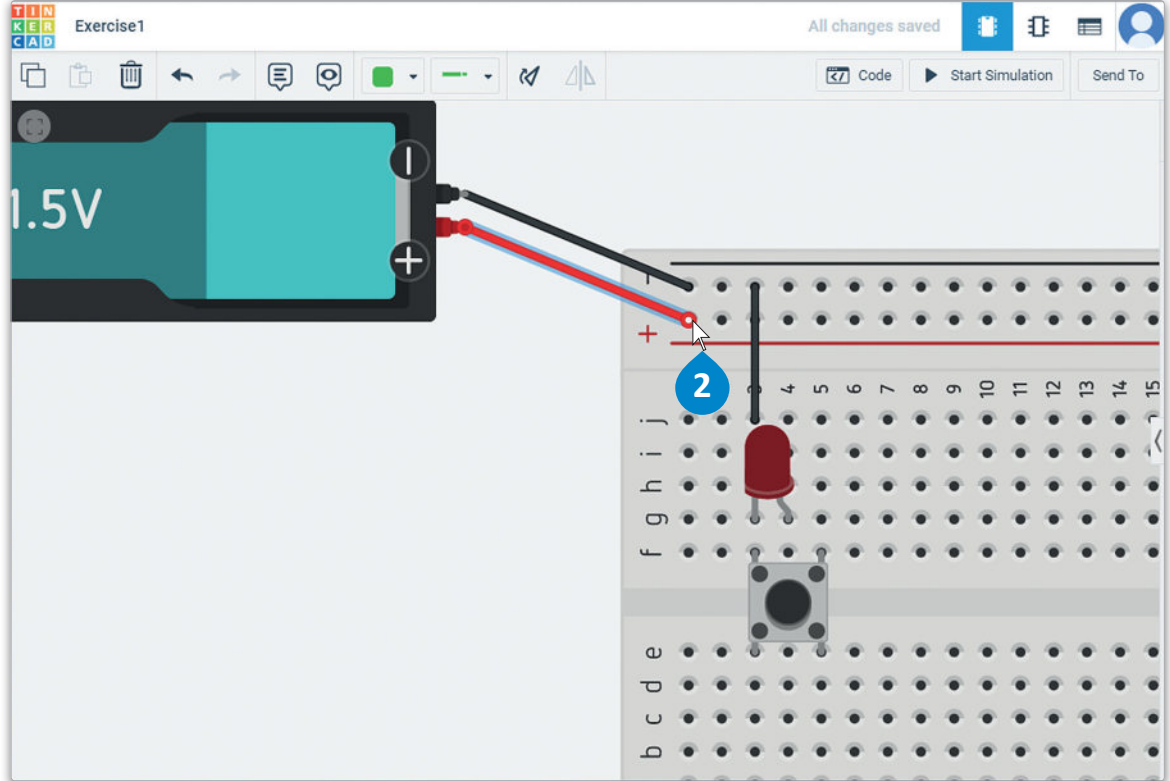 TIN
KER
CAD
Exercise1
All changes saved
Code
Start Simulation
Send To
1.5V
−
+
-
+
2
3 4 5 6 7 8 9 10 11 12 13 14 15
j
i
h
g
f
e
d
c
b